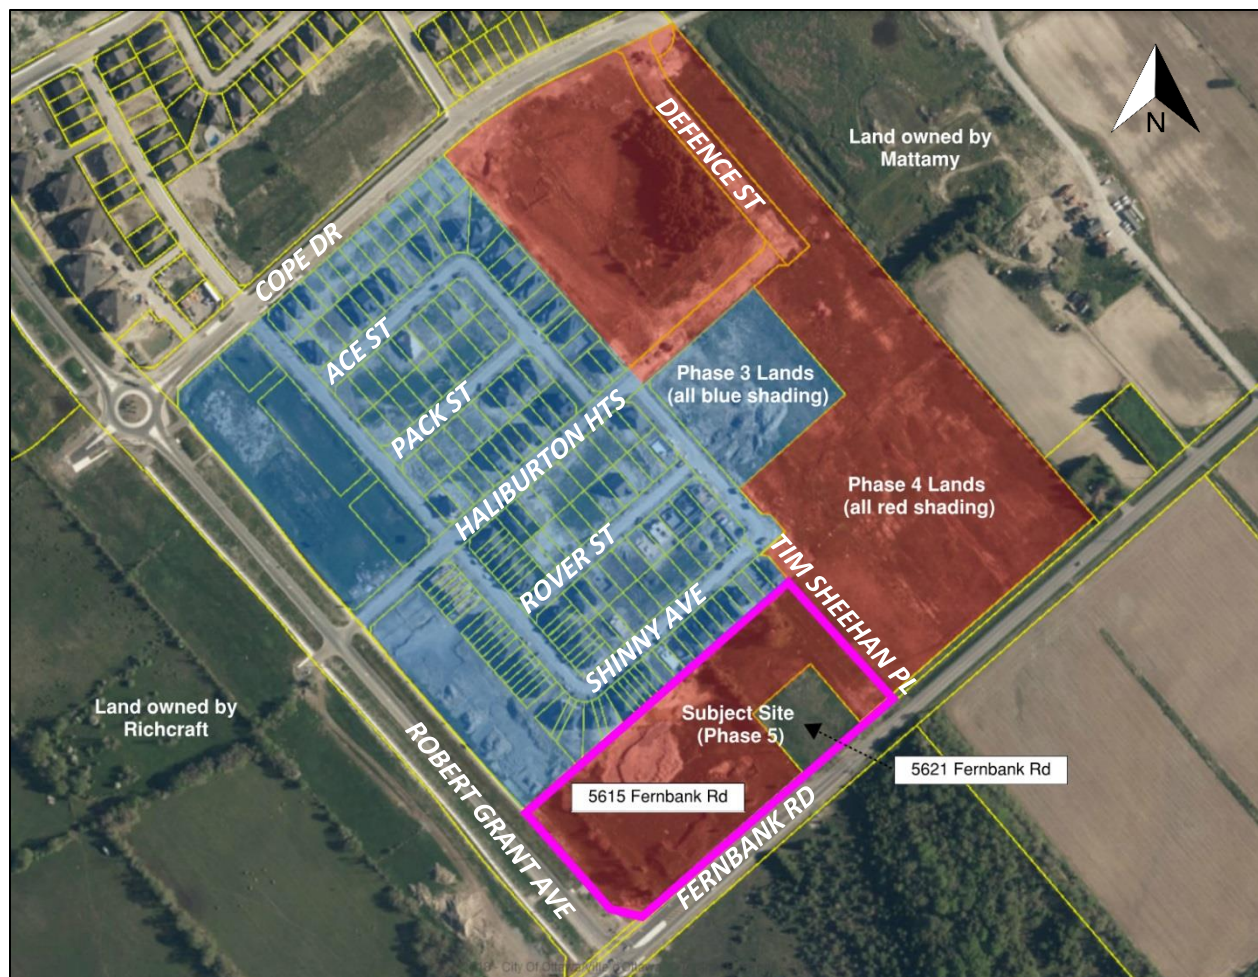 N
Land owned by
Mattamy
DEFENCE ST
COPE DR
ACE ST
Phase 3 Lands
(all blue shading)
PACK ST
HALIBURTON HTS
Phase 4 Lands
(all red shading)
ROVER ST
TIM SHEEHAN PL
SHINNY AVE
Land owned by
Richcraft
Subject Site
(Phase 5)
5621 Fernbank Rd
5615 Fernbank Rd
ROBERT GRANT AVE
FERNBANK RD
City Of